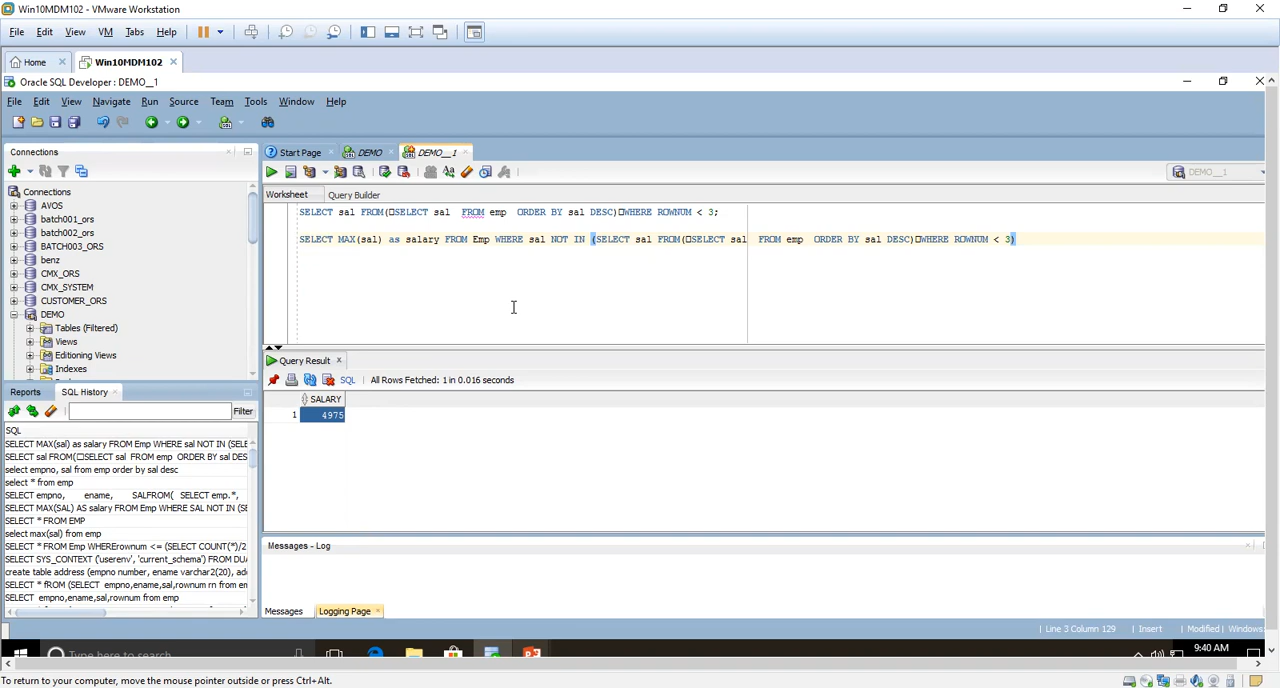 Win10MDM102 - VMware Workstation
File Edit View VM Tabs Help
Home Win10MDM102
Oracle SQL Developer : DEMO__1
File Edit View Navigate Run Source Team Tools Window Help
Connections
Start Page DEMO DEMO__1
DEMO__1
Worksheet Query Builder
Connections
AVOS
batch001_ors
batch002_ors
BATCH003_ORS
benz
CMX_ORS
CMX_SYSTEM
CUSTOMER_ORS
DEMO
Tables (Filtered)
Views
Editioning Views
Indexes
SELECT sal FROM(□SELECT sal FROM emp ORDER BY sal DESC)□WHERE ROWNUM < 3;
SELECT MAX(sal) as salary FROM Emp WHERE sal NOT IN (SELECT sal FROM(□SELECT sal FROM emp ORDER BY sal DESC)□WHERE ROWNUM < 3)
Query Result
SQL All Rows Fetched: 1 in 0.016 seconds
SALARY
1 4975
Reports SQL History
Filter
SQL
SELECT MAX(sal) as salary FROM Emp WHERE sal NOT IN (SELE
SELECT sal FROM(□SELECT sal FROM emp ORDER BY sal DES
select empno, sal from emp order by sal desc
select * from emp
SELECT empno, ename, SALFROM( SELECT emp.*,
SELECT MAX(SAL) AS salary FROM Emp WHERE SAL NOT IN (SE
SELECT * FROM EMP
select max(sal) from emp
SELECT * FROM Emp WHERErownum <= (SELECT COUNT(*)/2
SELECT SYS_CONTEXT ('userenv', 'current_schema') FROM DUA
create table address (empno number, ename varchar2(20), add
SELECT * fROM (SELECT empno,ename,sal,rownum rn from em
SELECT empno,ename,sal,rownum from emp
Messages - Log
Messages Logging Page
Line 3 Column 129 Insert Modified Windows:
Type here to search
9:40 AM
To return to your computer, move the mouse pointer outside or press Ctrl+Alt.